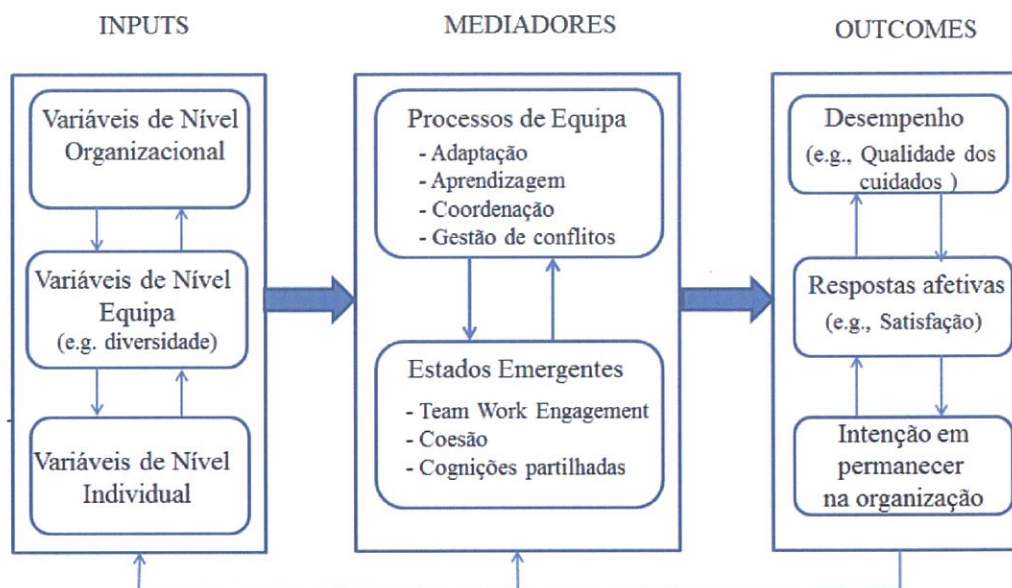 INPUTS
Variáveis de Nível
Organizacional
Variáveis de Nível
Equipa
(e.g. diversidade)
Variáveis de Nível
Individual
MEDIADORES
Processos de Equipa
- Adaptação
- Aprendizagem
- Coordenação
- Gestão de conflitos
Estados Emergentes
- Team Work Engagement
- Coesão
- Cognições partilhadas
OUTCOMES
Desempenho
(e.g., Qualidade dos
cuidados )
Respostas afetivas
(e.g., Satisfação)
Intenção em
permanecer
na organização